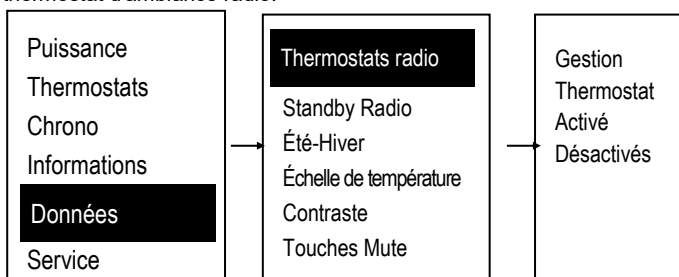 thermostat d'ambiance radio.
Puissance
Thermostats
Chrono
Informations
Données
Service
Thermostats radio
Standby Radio
Été-Hiver
Échelle de température
Contraste
Touches Mute
Gestion
Thermostat
Activé
Désactivés